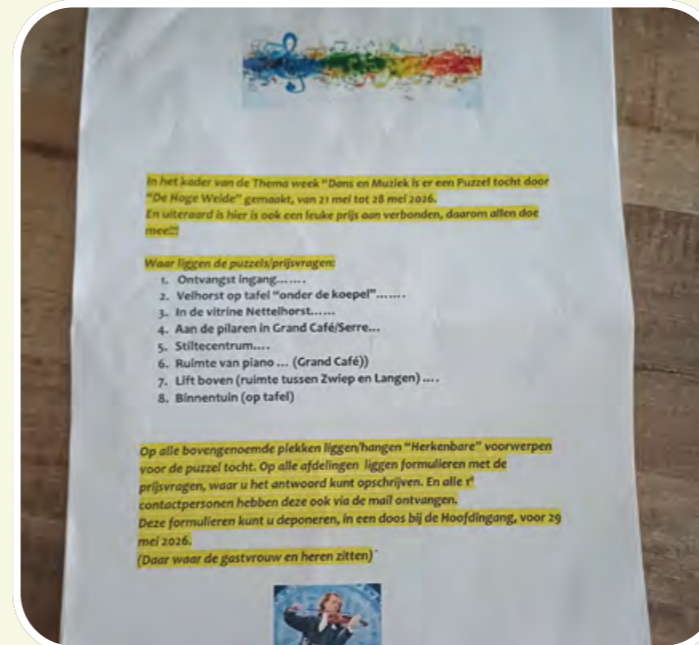 In het kader van de Thema week "Dans en Muziek is er een Puzzel tocht door
"De Hoge Weide" gemaakt, van 21 mei tot 28 mei 2026.
En uiteraard is hier is ook een leuke prijs aan verbonden, daarom allen doe
mee!!!
Waar liggen de puzzels/prijsvragen:
1. Ontvangst ingang.......
2. Velhorst op tafel "onder de koepel".......
3. In de vitrine Nettelhorst......
4. Aan de pilaren in Grand Café/Serre...
5. Stiltecentrum....
6. Ruimte van piano ... (Grand Café))
7. Lift boven (ruimte tussen Zwiep en Langen) ....
8. Binnentuin (op tafel)
Op alle bovengenoemde plekken liggen/hangen "Herkenbare" voorwerpen
voor de puzzel tocht. Op alle afdelingen liggen formulieren met de
prijsvragen, waar u het antwoord kunt opschrijven. En alle 1e
contactpersonen hebben deze ook via de mail ontvangen.
Deze formulieren kunt u deponeren, in een doos bij de Hoofdingang, voor 29
mei 2026.
(Daar waar de gastvrouw en heren zitten)